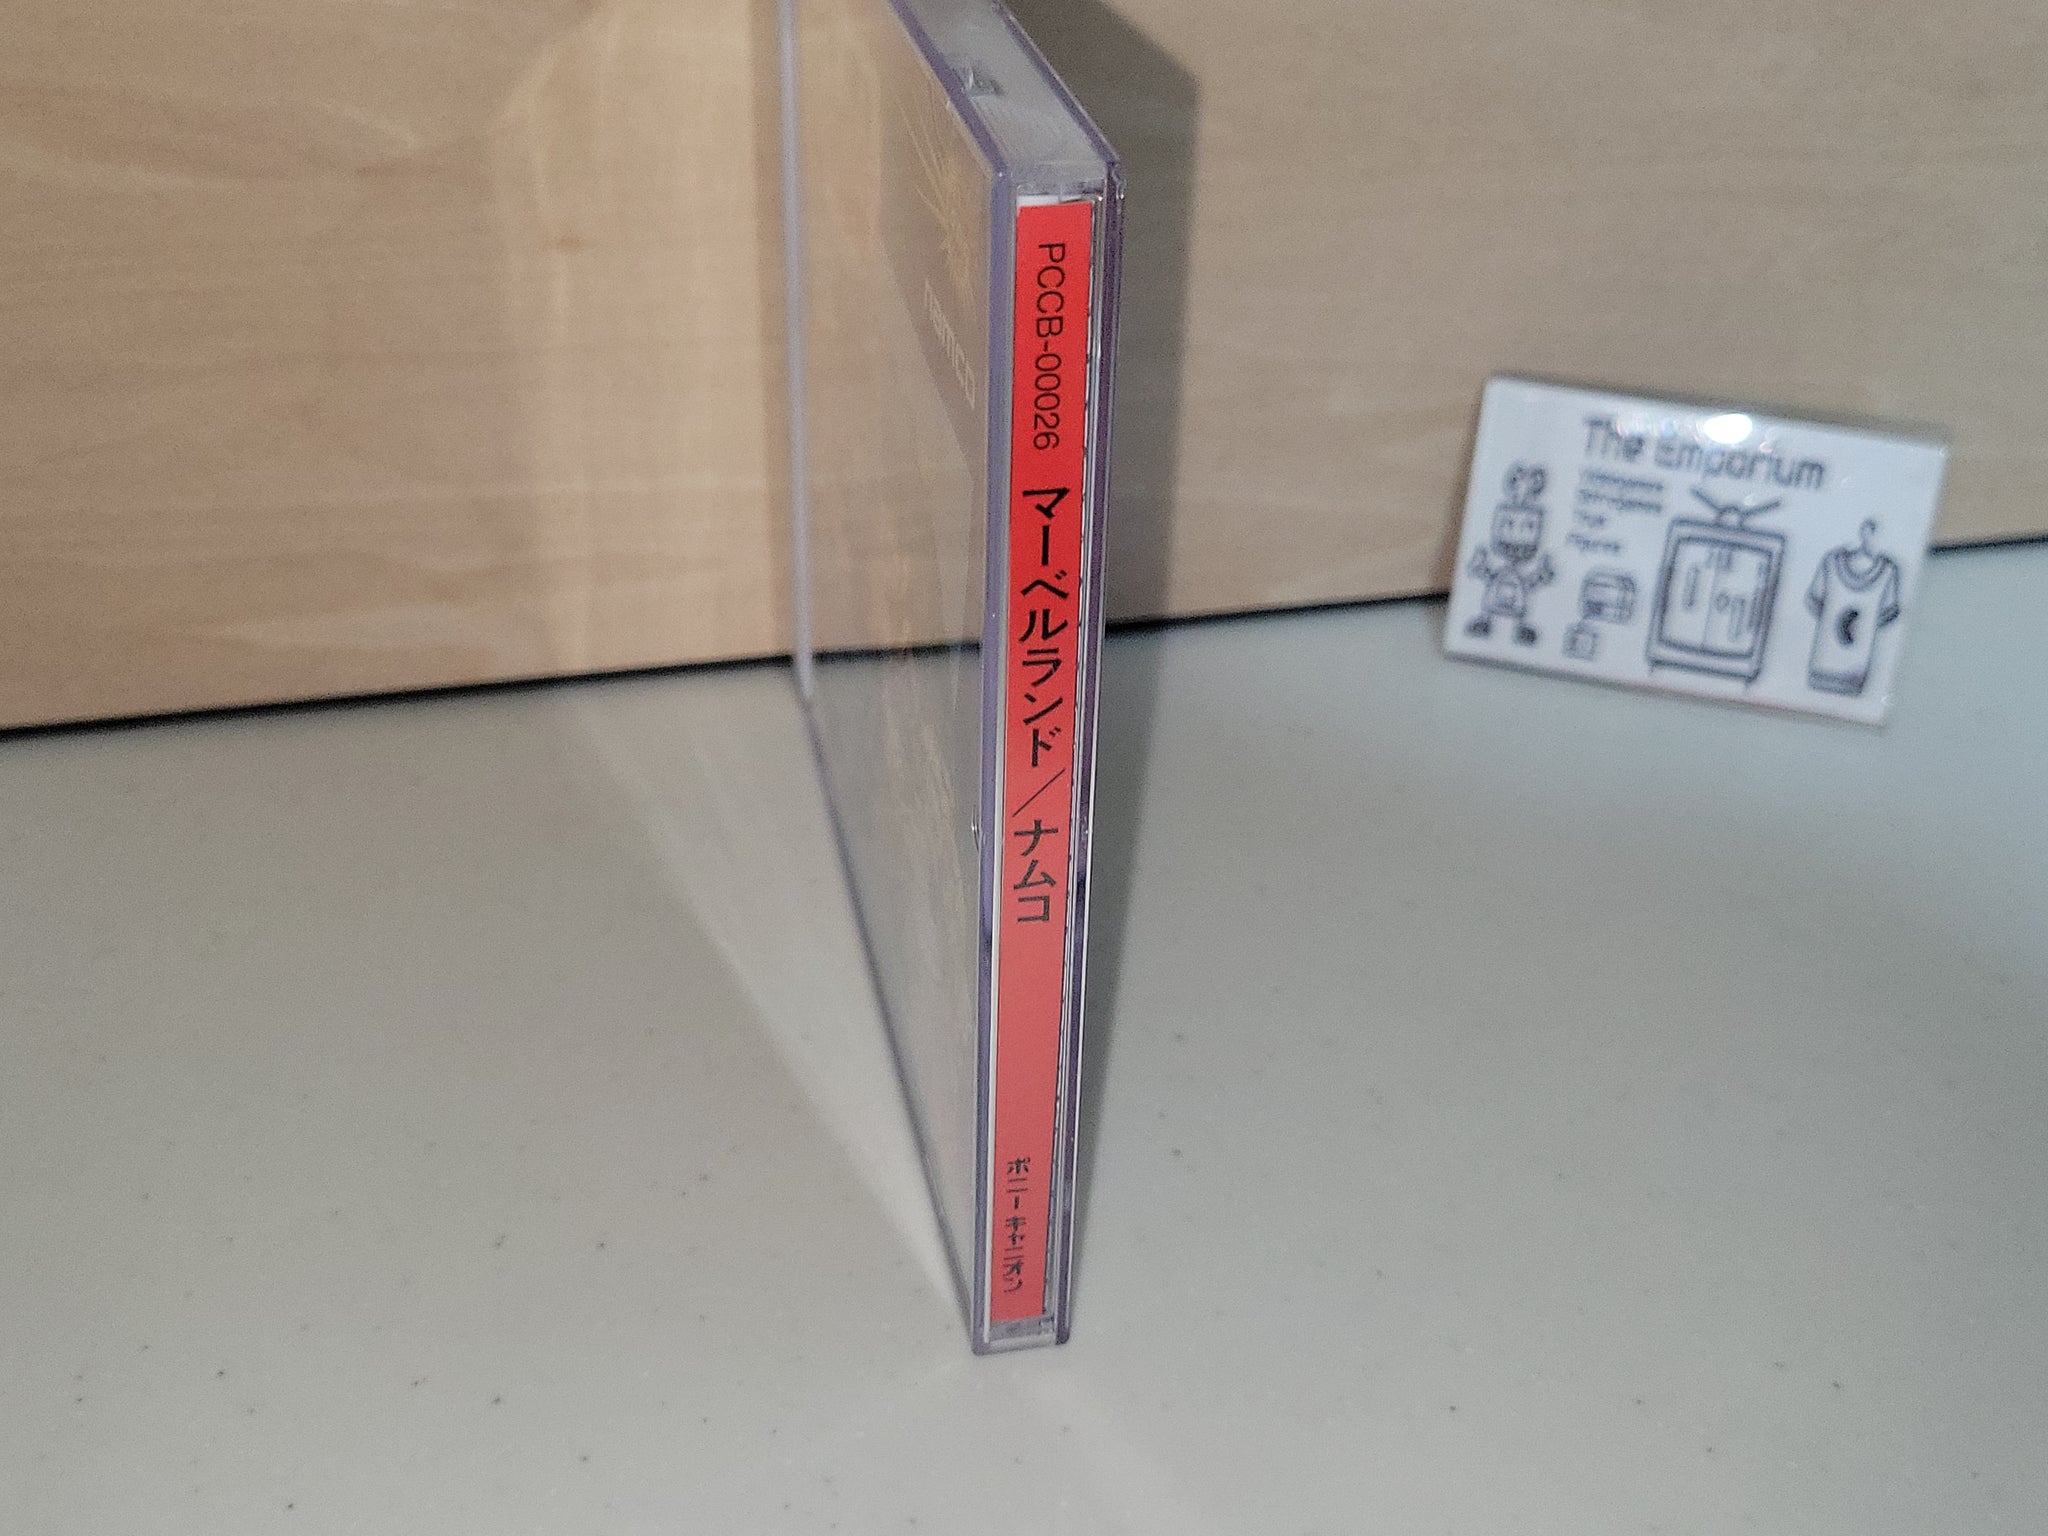 PCCB-00026 マーベルランド/ナムコ
ポニーキャニオン
namco
The Emporium